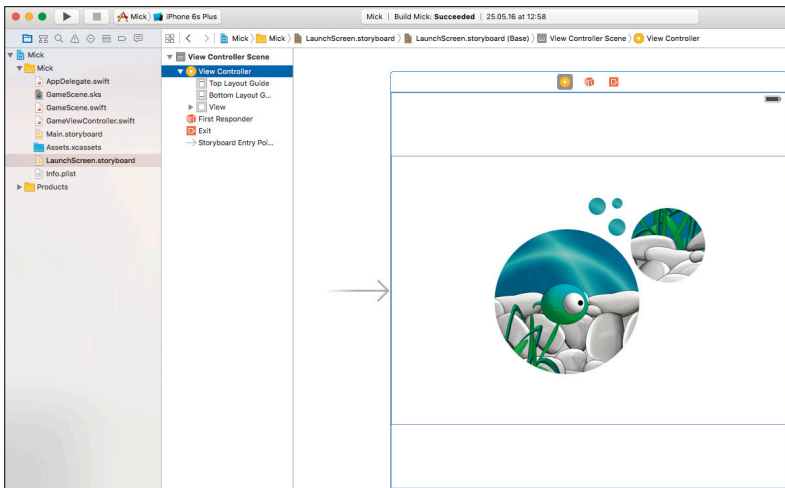 Mick iPhone 6s Plus
Mick | Build Mick: Succeeded | 25.05.16 at 12:58
Mick Mick LaunchScreen.storyboard LaunchScreen.storyboard (Base) View Controller Scene View Controller
Mick
Mick
AppDelegate.swift
GameScene.sks
GameScene.swift
GameViewController.swift
Main.storyboard
Assets.xcassets
LaunchScreen.storyboard
Info.plist
Products
View Controller Scene
View Controller
Top Layout Guide
Bottom Layout G...
View
First Responder
Exit
Storyboard Entry Poi...